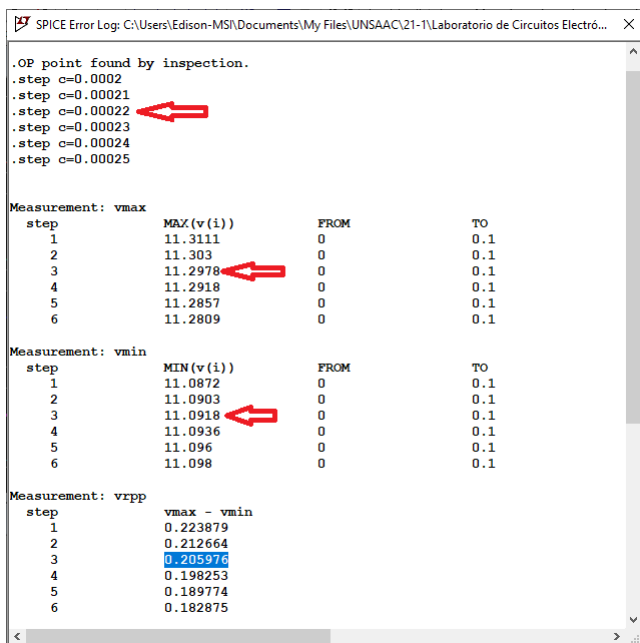 SPICE Error Log: C:\Users\Edison-MSI\Documents\My Files\UNSAAC\21-1\Laboratorio de Circuitos Electró...
.OP point found by inspection.
.step c=0.0002
.step c=0.00021
.step c=0.00022
.step c=0.00023
.step c=0.00024
.step c=0.00025
Measurement: vmax
step MAX(v(i)) FROM TO
1 11.3111 0 0.1
2 11.303 0 0.1
3 11.2978 0 0.1
4 11.2918 0 0.1
5 11.2857 0 0.1
6 11.2809 0 0.1
Measurement: vmin
step MIN(v(i)) FROM TO
1 11.0872 0 0.1
2 11.0903 0 0.1
3 11.0918 0 0.1
4 11.0936 0 0.1
5 11.096 0 0.1
6 11.098 0 0.1
Measurement: vrpp
step vmax - vmin
1 0.223879
2 0.212664
3 0.205976
4 0.198253
5 0.189774
6 0.182875